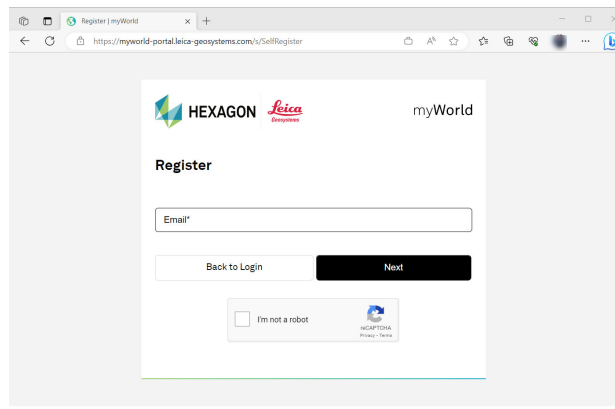 Register | myWorld
https://myworld-portal.leica-geosystems.com/s/SelfRegister
HEXAGON
Leica
Geosystems
myWorld
Register
Email*
Back to Login
Next
I'm not a robot
reCAPTCHA
Privacy - Terms